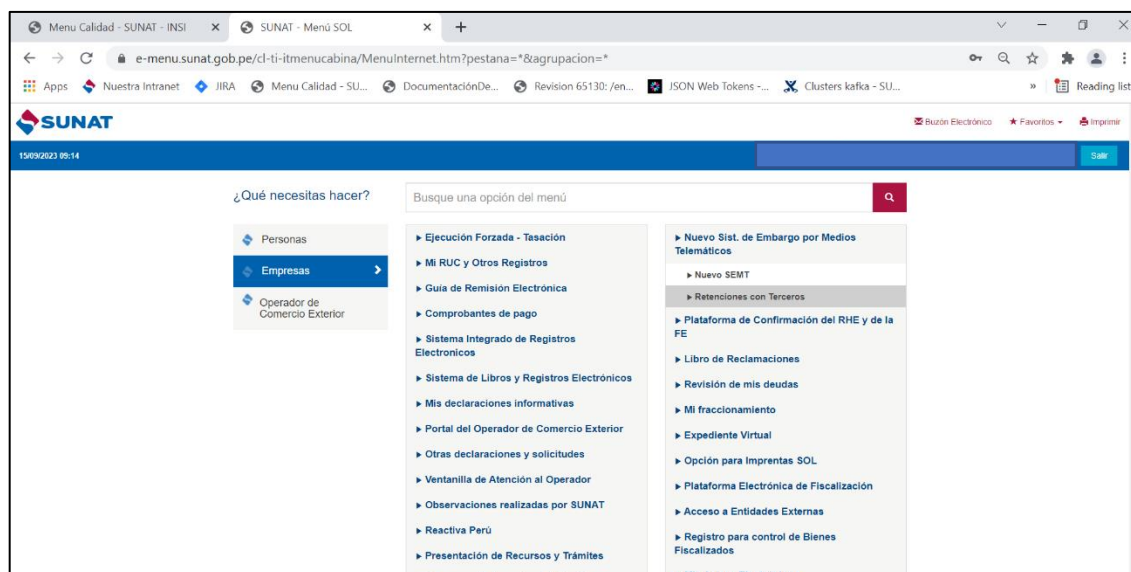 Menu Calidad - SUNAT - INSI
SUNAT - Menú SOL
e-menu.sunat.gob.pe/cl-ti-itmenucabina/MenuInternet.htm?pestana=*&agrupacion=*
Apps
Nuestra Intranet
JIRA
Menu Calidad - SU...
DocumentaciónDe...
Revision 65130: /en...
JSON Web Tokens -...
Clusters kafka - SU...
»
Reading list
SUNAT
Buzón Electrónico
Favoritos
Imprimir
15/09/2023 09:14
Salir
¿Qué necesitas hacer?
Busque una opción del menú
Personas
Empresas
Operador de
Comercio Exterior
Ejecución Forzada - Tasación
Mi RUC y Otros Registros
Guía de Remisión Electrónica
Comprobantes de pago
Sistema Integrado de Registros
Electronicos
Sistema de Libros y Registros Electrónicos
Mis declaraciones informativas
Portal del Operador de Comercio Exterior
Otras declaraciones y solicitudes
Ventanilla de Atención al Operador
Observaciones realizadas por SUNAT
Reactiva Perú
Presentación de Recursos y Trámites
Nuevo Sist. de Embargo por Medios
Telemáticos
Nuevo SEMT
Retenciones con Terceros
Plataforma de Confirmación del RHE y de la
FE
Libro de Reclamaciones
Revisión de mis deudas
Mi fraccionamiento
Expediente Virtual
Opción para Imprentas SOL
Plataforma Electrónica de Fiscalización
Acceso a Entidades Externas
Registro para control de Bienes
Fiscalizados